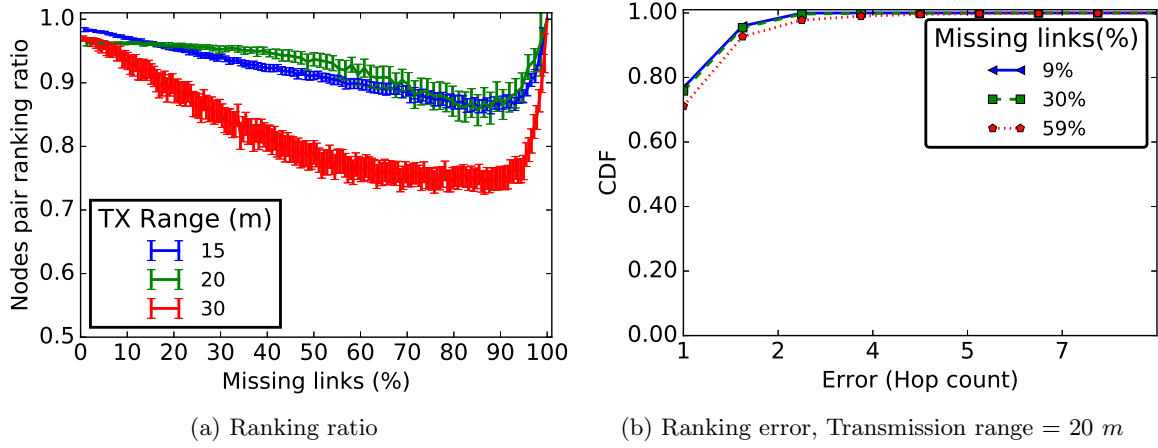 1.0
0.9
0.8
0.7
0.6
0.5
Nodes pair ranking ratio
TX Range (m)
15
20
30
0 10 20 30 40 50 60 70 80 90 100
Missing links (%)
(a) Ranking ratio
1.00
0.80
0.60
0.40
0.20
0.00
CDF
Missing links(%)
9%
30%
59%
1 2 4 5 7
Error (Hop count)
(b) Ranking error, Transmission range = 20 m